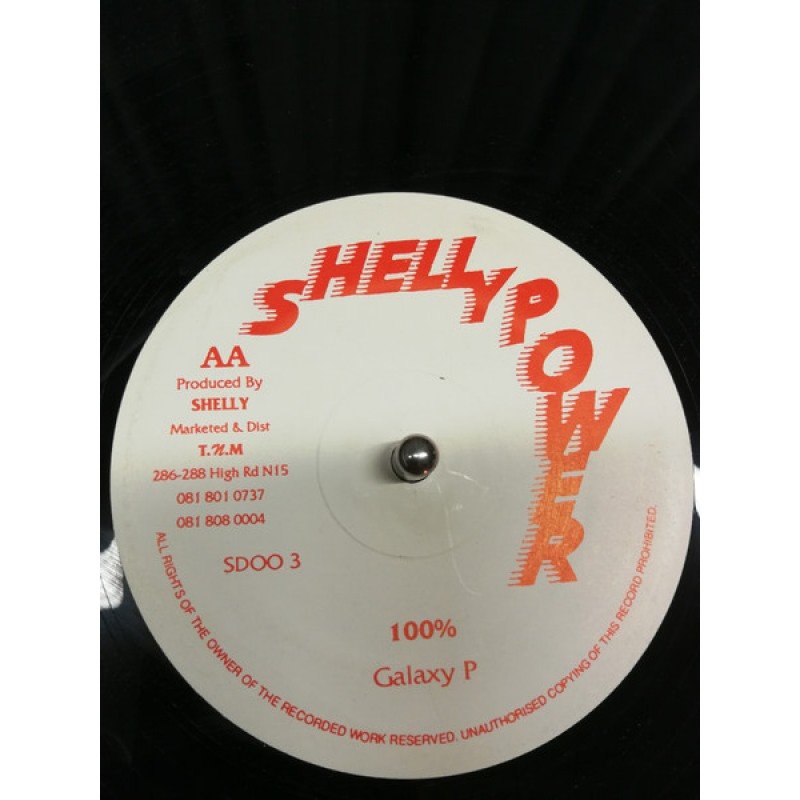 SHELLY POWER
AA
Produced By
SHELLY
Marketed & Dist
T.N.M
286-288 High Rd N15
081 801 0737
081 808 0004
SDOO 3
100%
Galaxy P
ALL RIGHTS OF THE OWNER OF THE RECORDED WORK RESERVED. UNAUTHORISED COPYING OF THIS RECORD PROHIBITED.